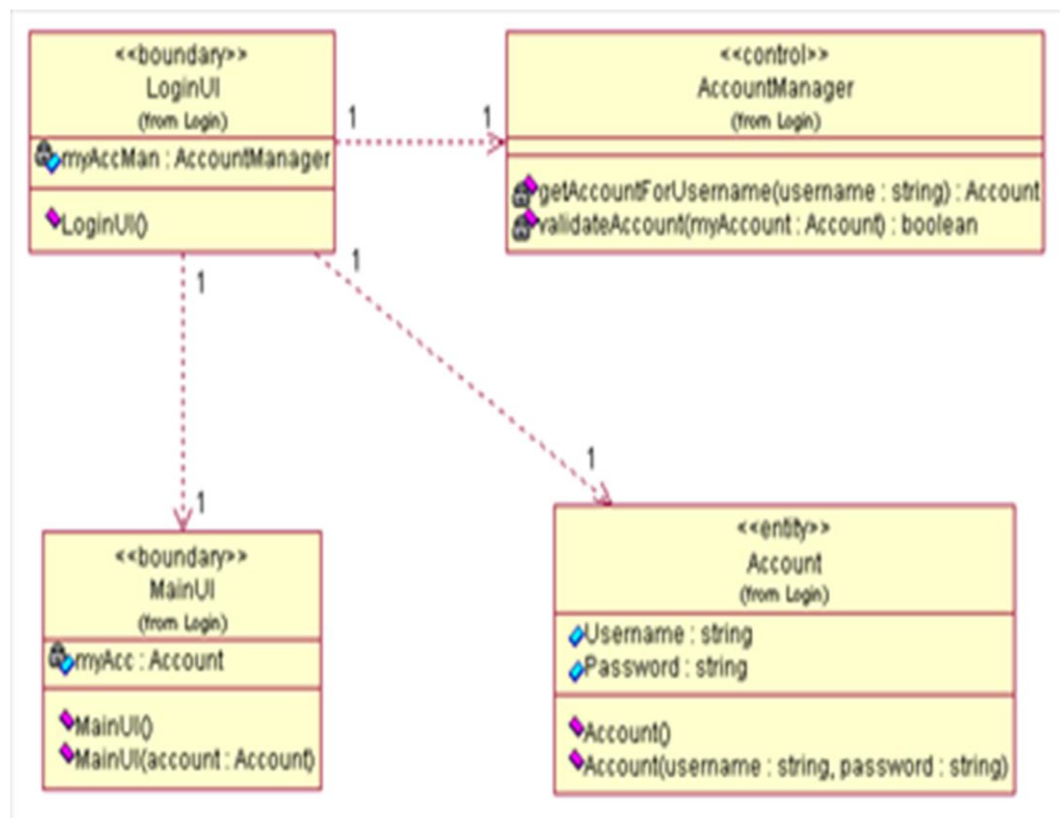 <<boundary>>
LoginUI
(from Login)
myAccMan : AccountManager
LoginUI()
1
1
<<control>>
AccountManager
(from Login)
getAccountForUsername(username : string) : Account
validateAccount(myAccount : Account) : boolean
1
1
1
1
<<boundary>>
MainUI
(from Login)
myAcc : Account
MainUI()
MainUI(account : Account)
<<entity>>
Account
(from Login)
Username : string
Password : string
Account()
Account(username : string, password : string)